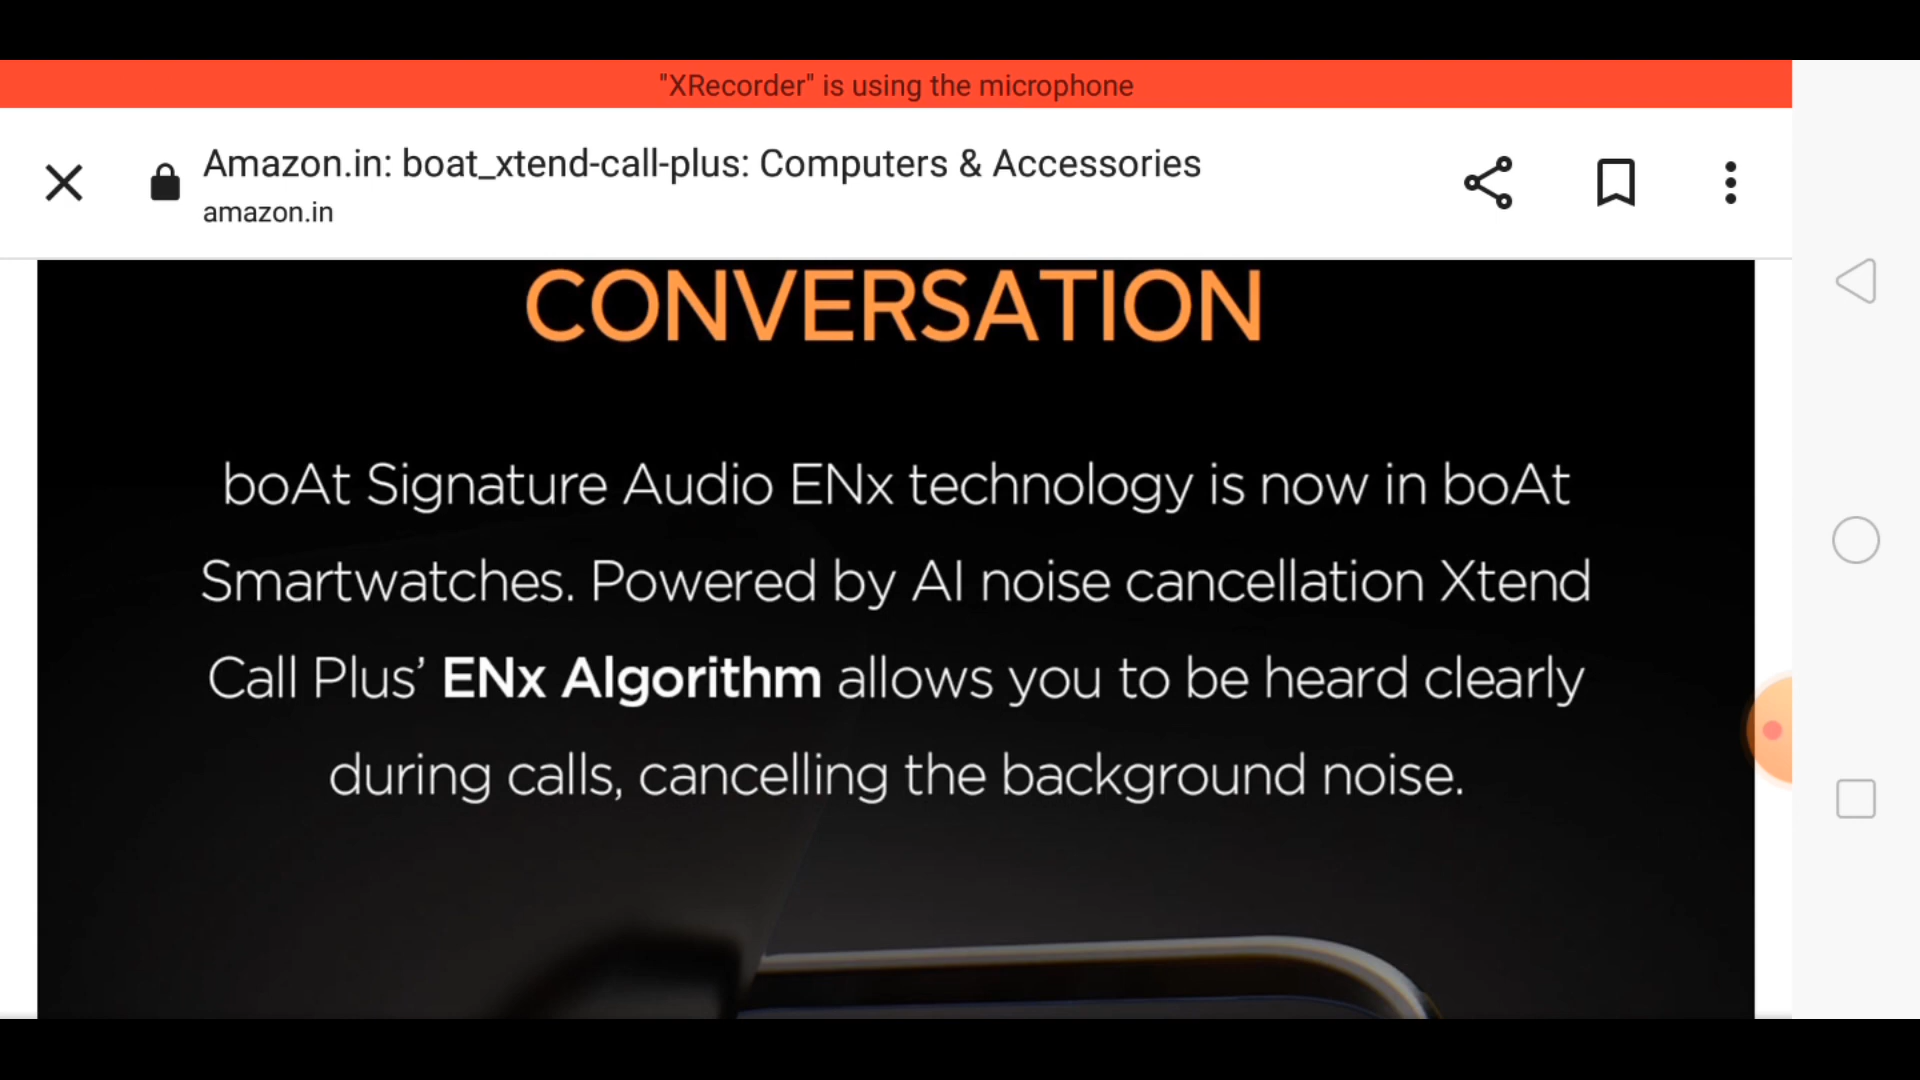 "XRecorder" is using the microphone
Amazon.in: boat_xtend-call-plus: Computers & Accessories
amazon.in
CONVERSATION
boAt Signature Audio ENx technology is now in boAt
Smartwatches. Powered by AI noise cancellation Xtend
Call Plus’ ENx Algorithm allows you to be heard clearly
during calls, cancelling the background noise.